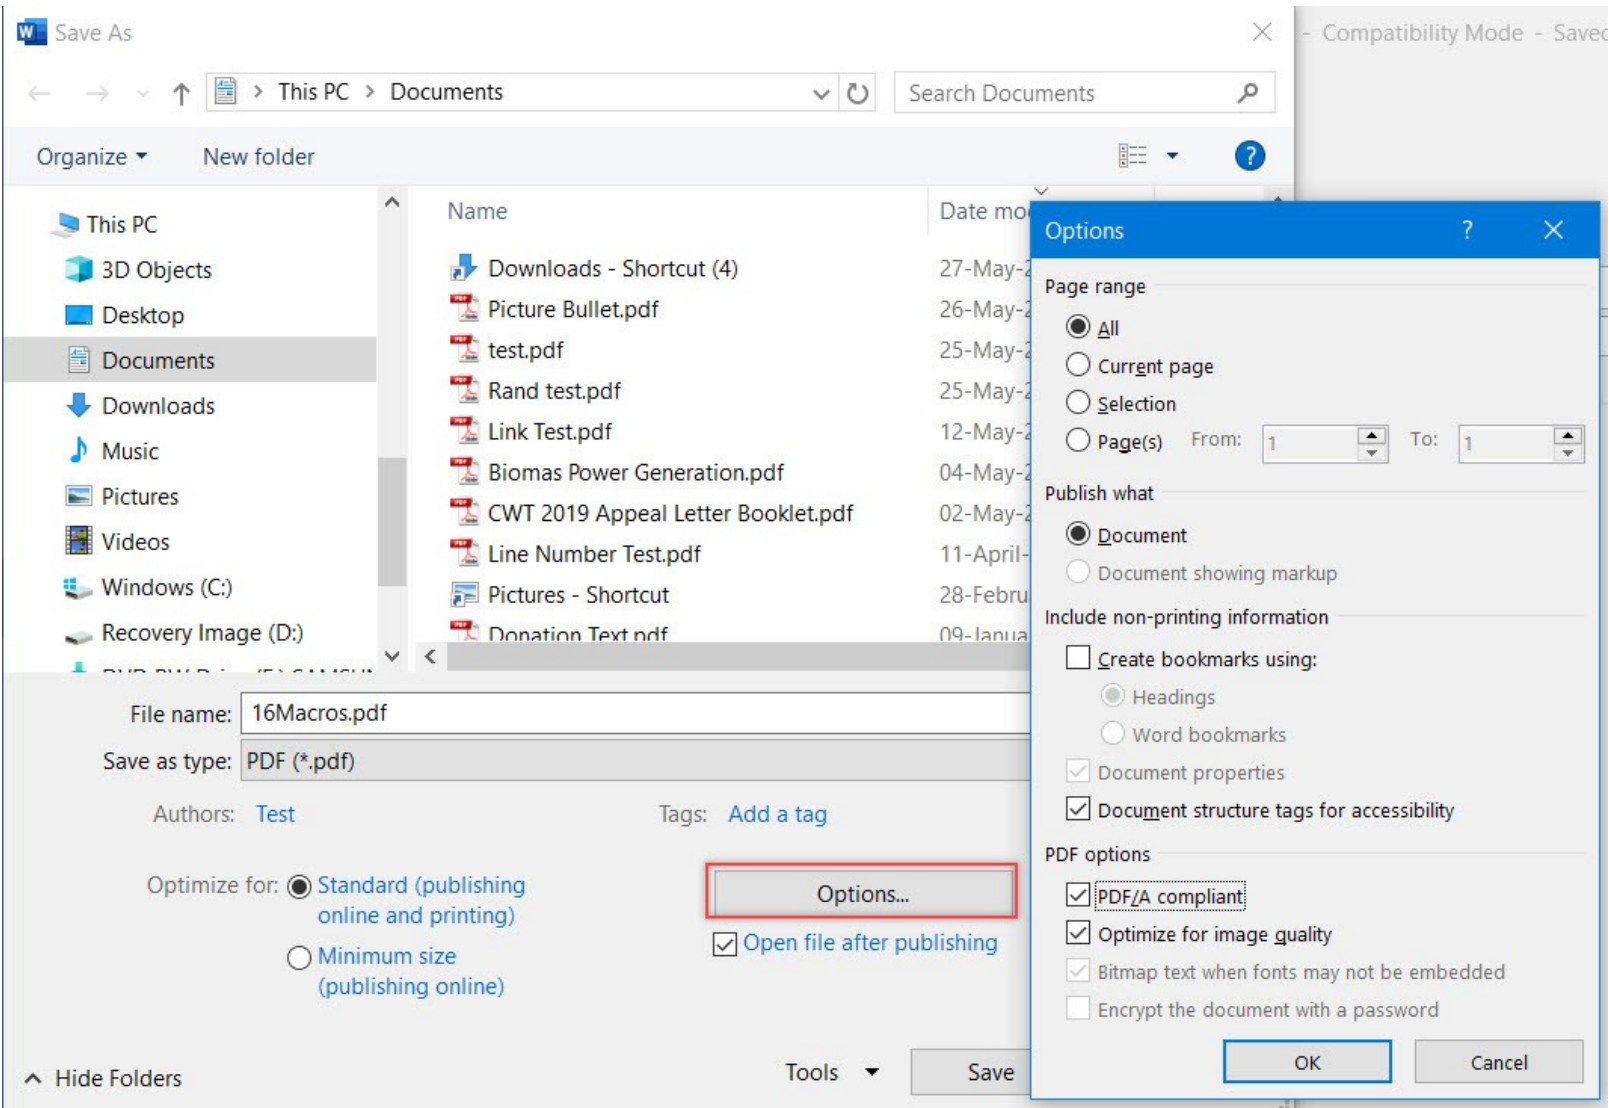 Save As
- Compatibility Mode - Saved
This PC > Documents
Search Documents
Organize
New folder
?
This PC
3D Objects
Desktop
Documents
Downloads
Music
Pictures
Videos
Windows (C:)
Recovery Image (D:)
Name
Date mo
Downloads - Shortcut (4)
27-May-2
Picture Bullet.pdf
26-May-2
test.pdf
25-May-2
Rand test.pdf
25-May-2
Link Test.pdf
12-May-2
Biomas Power Generation.pdf
04-May-2
CWT 2019 Appeal Letter Booklet.pdf
02-May-2
Line Number Test.pdf
11-April-
Pictures - Shortcut
28-Febru
Donation Text.pdf
09-Janua
File name: 16Macros.pdf
Save as type: PDF (*.pdf)
Authors: Test
Tags: Add a tag
Optimize for:
Standard (publishing
online and printing)
Minimum size
(publishing online)
Options...
Open file after publishing
Hide Folders
Tools
Save
Options
?
Page range
All
Current page
Selection
Page(s) From: 1 To: 1
Publish what
Document
Document showing markup
Include non-printing information
Create bookmarks using:
Headings
Word bookmarks
Document properties
Document structure tags for accessibility
PDF options
PDF/A compliant
Optimize for image quality
Bitmap text when fonts may not be embedded
Encrypt the document with a password
OK
Cancel